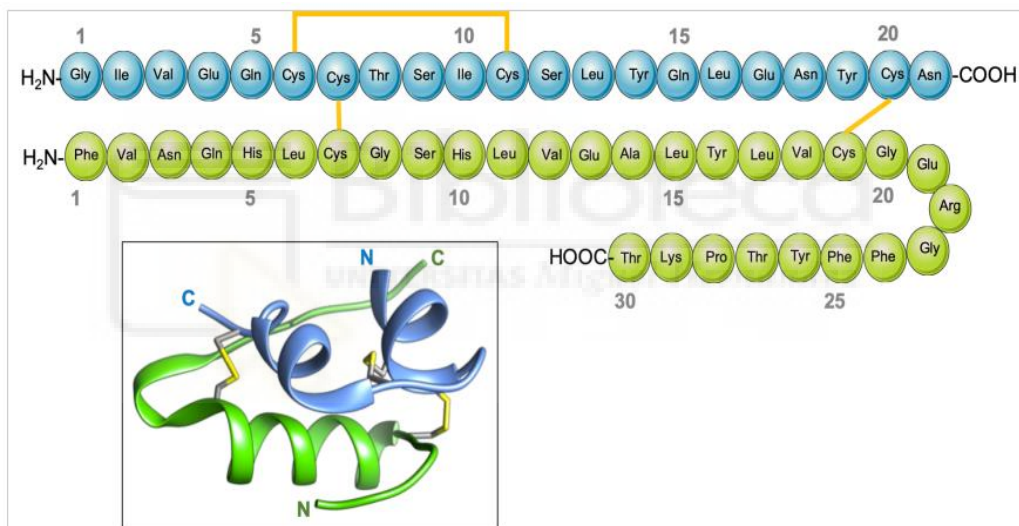 1 5 10 15 20
H₂N- Gly Ile Val Glu Gln Cys Cys Thr Ser Ile Cys Ser Leu Tyr Gln Leu Glu Asn Tyr Cys Asn -COOH
H₂N- Phe Val Asn Gln His Leu Cys Gly Ser His Leu Val Glu Ala Leu Tyr Leu Val Cys Gly Glu
1 5 10 15 20
Arg
Biblioteca
HOOC- Thr Lys Pro Thr Tyr Phe Phe Gly
UNIVERSITAS Miguel
30 25
N C
C
N